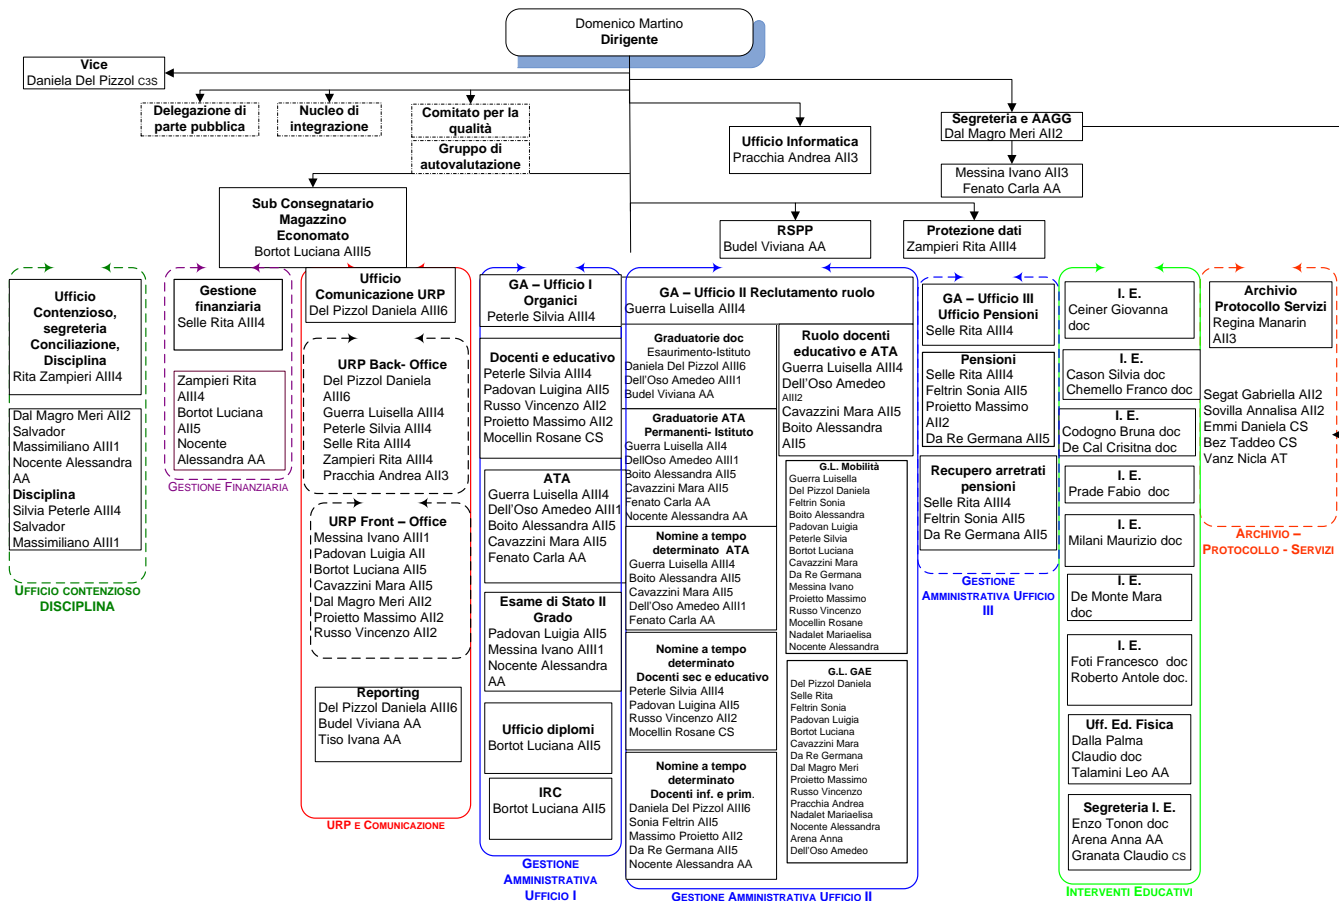 Domenico Martino
Dirigente
Vice
Daniela Del Pizzol C3S
Delegazione di
parte pubblica
Nucleo di
integrazione
Comitato per la
qualità
Gruppo di
autovalutazione
Ufficio Informatica
Pracchia Andrea AII3
Segreteria e AAGG
Dal Magro Meri AII2
Messina Ivano AII3
Fenato Carla AA
Sub Consegnatario
Magazzino
Economato
Bortot Luciana AIII5
RSPP
Budel Viviana AA
Protezione dati
Zampieri Rita AIII4
Ufficio
Contenzioso,
segreteria
Conciliazione,
Disciplina
Rita Zampieri AIII4
Dal Magro Meri AII2
Salvador
Massimiliano AIII1
Nocente Alessandra
AA
Disciplina
Silvia Peterle AIII4
Salvador
Massimiliano AIII1
UFFICIO CONTENZIOSO
DISCIPLINA
Gestione
finanziaria
Selle Rita AIII4
Zampieri Rita
AIII4
Bortot Luciana
AII5
Nocente
Alessandra AA
GESTIONE FINANZIARIA
Ufficio
Comunicazione URP
Del Pizzol Daniela AIII6
URP Back- Office
Del Pizzol Daniela
AIII6
Guerra Luisella AIII4
Peterle Silvia AIII4
Selle Rita AIII4
Zampieri Rita AIII4
Pracchia Andrea AII3
URP Front – Office
Messina Ivano AIII1
Padovan Luigia AII
Bortot Luciana AII5
Cavazzini Mara AII5
Dal Magro Meri AII2
Proietto Massimo AII2
Russo Vincenzo AII2
Reporting
Del Pizzol Daniela AIII6
Budel Viviana AA
Tiso Ivana AA
URP E COMUNICAZIONE
GA – Ufficio I
Organici
Peterle Silvia AIII4
Docenti e educativo
Peterle Silvia AIII4
Padovan Luigina AII5
Russo Vincenzo AII2
Proietto Massimo AII2
Mocellin Rosane CS
ATA
Guerra Luisella AIII4
Dell'Oso Amedeo AIII1
Boito Alessandra AII5
Cavazzini Mara AII5
Fenato Carla AA
Esame di Stato II
Grado
Padovan Luigia AII5
Messina Ivano AIII1
Nocente Alessandra
AA
Ufficio diplomi
Bortot Luciana AII5
IRC
Bortot Luciana AII5
GESTIONE
AMMINISTRATIVA
UFFICIO I
GA – Ufficio II Reclutamento ruolo
Guerra Luisella AIII4
Graduatorie doc
Esaurimento-Istituto
Daniela Del Pizzol AIII6
Dell'Oso Amedeo AIII1
Budel Viviana AA
Graduatorie ATA
Permanenti- Istituto
Guerra Luisella AIII4
DellOso Amedeo AIII1
Boito Alessandra AII5
Cavazzini Mara AII5
Fenato Carla AA
Nocente Alessandra AA
Nomine a tempo
determinato  ATA
Guerra Luisella AIII4
Boito Alessandra AII5
Cavazzini Mara AII5
Dell'Oso Amedeo AIII1
Fenato Carla AA
Nomine a tempo
determinato
Docenti sec e educativo
Peterle Silvia AIII4
Padovan Luigina AII5
Russo Vincenzo AII2
Mocellin Rosane CS
Nomine a tempo
determinato
Docenti inf. e prim.
Daniela Del Pizzol AIII6
Sonia Feltrin AII5
Massimo Proietto AII2
Da Re Germana AII5
Nocente Alessandra AA
Ruolo docenti
educativo e ATA
Guerra Luisella AIII4
Dell'Oso Amedeo
AIII2
Cavazzini Mara AII5
Boito Alessandra
AII5
G.L. Mobilità
Guerra Luisella
Del Pizzol Daniela
Feltrin Sonia
Boito Alessandra
Padovan Luigia
Peterle Silvia
Bortot Luciana
Cavazzini Mara
Da Re Germana
Messina Ivano
Proietto Massimo
Russo Vincenzo
Mocellin Rosane
Nadalet Mariaelisa
Nocente Alessandra
G.L. GAE
Del Pizzol Daniela
Selle Rita
Feltrin Sonia
Padovan Luigia
Bortot Luciana
Cavazzini Mara
Da Re Germana
Dal Magro Meri
Proietto Massimo
Russo Vincenzo
Pracchia Andrea
Nadalet Mariaelisa
Nocente Alessandra
Arena Anna
Dell'Oso Amedeo
GESTIONE AMMINISTRATIVA UFFICIO II
GA – Ufficio III
Ufficio Pensioni
Selle Rita AIII4
Pensioni
Selle Rita AIII4
Feltrin Sonia AII5
Proietto Massimo
AII2
Da Re Germana AII5
Recupero arretrati
pensioni
Selle Rita AIII4
Feltrin Sonia AII5
Da Re Germana AII5
GESTIONE
AMMINISTRATIVA UFFICIO
III
I. E.
Ceiner Giovanna
doc
I. E.
Cason Silvia doc
Chemello Franco doc
I. E.
Codogno Bruna doc
De Cal Crisitna doc
I. E.
Prade Fabio  doc
I. E.
Milani Maurizio doc
I. E.
De Monte Mara
doc
I. E.
Foti Francesco  doc
Roberto Antole doc.
Uff. Ed. Fisica
Dalla Palma
Claudio doc
Talamini Leo AA
Segreteria I. E.
Enzo Tonon doc
Arena Anna AA
Granata Claudio CS
INTERVENTI EDUCATIVI
Archivio
Protocollo Servizi
Regina Manarin
AII3
Segat Gabriella AII2
Sovilla Annalisa AII2
Emmi Daniela CS
Bez Taddeo CS
Vanz Nicla AT
ARCHIVIO –
PROTOCOLLO - SERVIZI